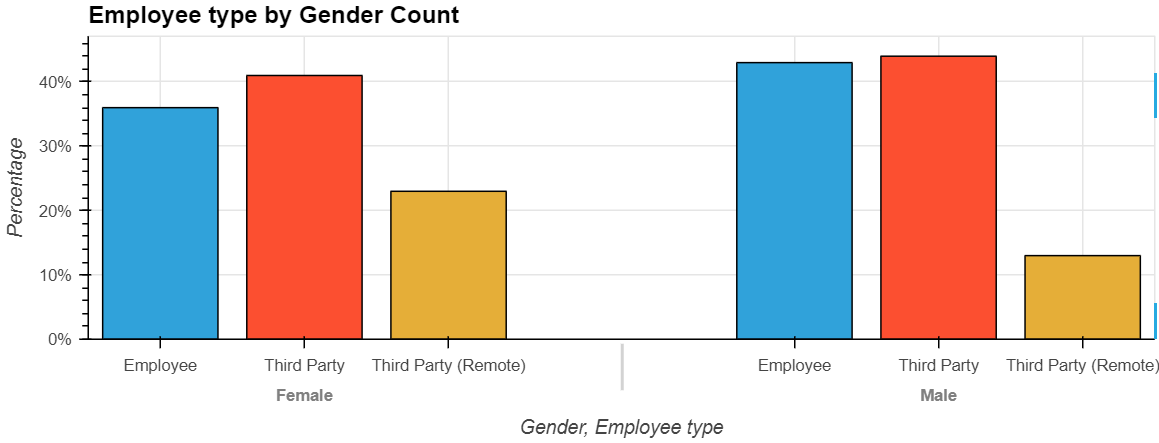 Employee type by Gender Count
Percentage
40%
30%
20%
10%
0%
Employee Third Party Third Party (Remote) Employee Third Party Third Party (Remote)
Female Male
Gender, Employee type